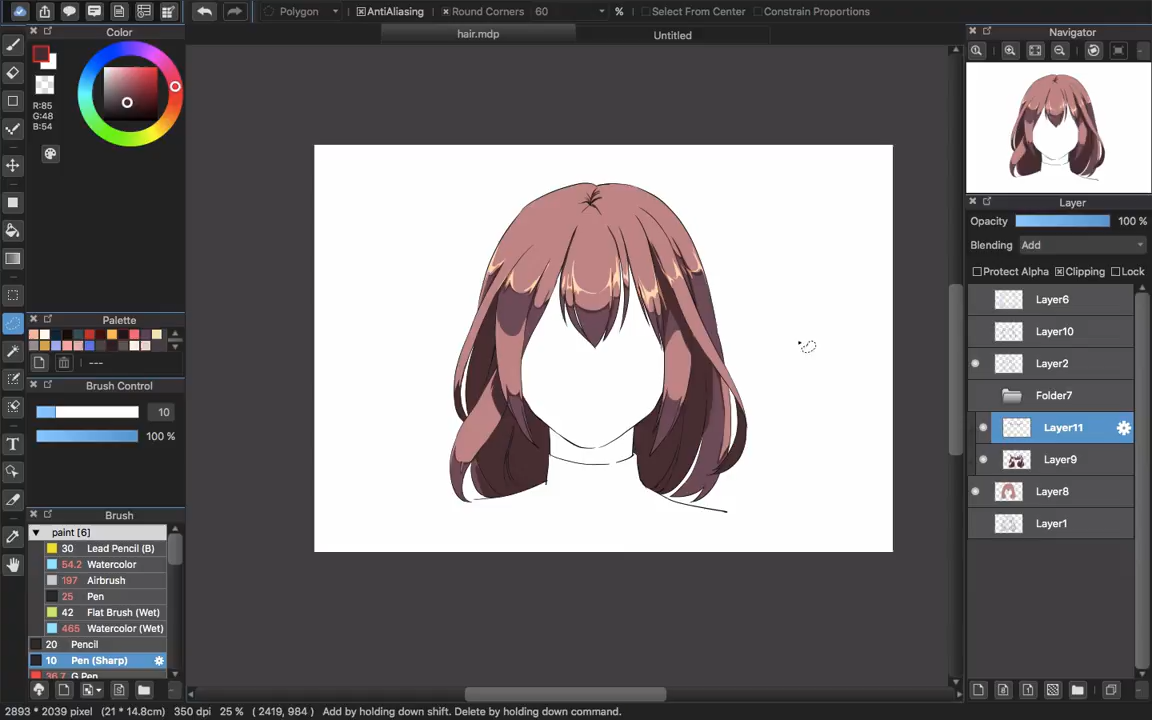 Polygon AntiAliasing Round Corners 60 % Select From Center Constrain Proportions
Color
hair.mdp
Untitled
Navigator
R:85
G:48
B:54
Layer
Opacity 100 %
Blending Add
Protect Alpha Clipping Lock
Layer6
Layer10
Layer2
Folder7
Layer11
Layer9
Layer8
Layer1
Palette
---
Brush Control
10
100 %
T
Brush
paint [6]
30 Lead Pencil (B)
54.2 Watercolor
197 Airbrush
25 Pen
42 Flat Brush (Wet)
465 Watercolor (Wet)
20 Pencil
10 Pen (Sharp)
36.7 G Pen
2893 * 2039 pixel (21 * 14.8cm) 350 dpi 25 % ( 2419, 984 ) Add by holding down shift. Delete by holding down command.